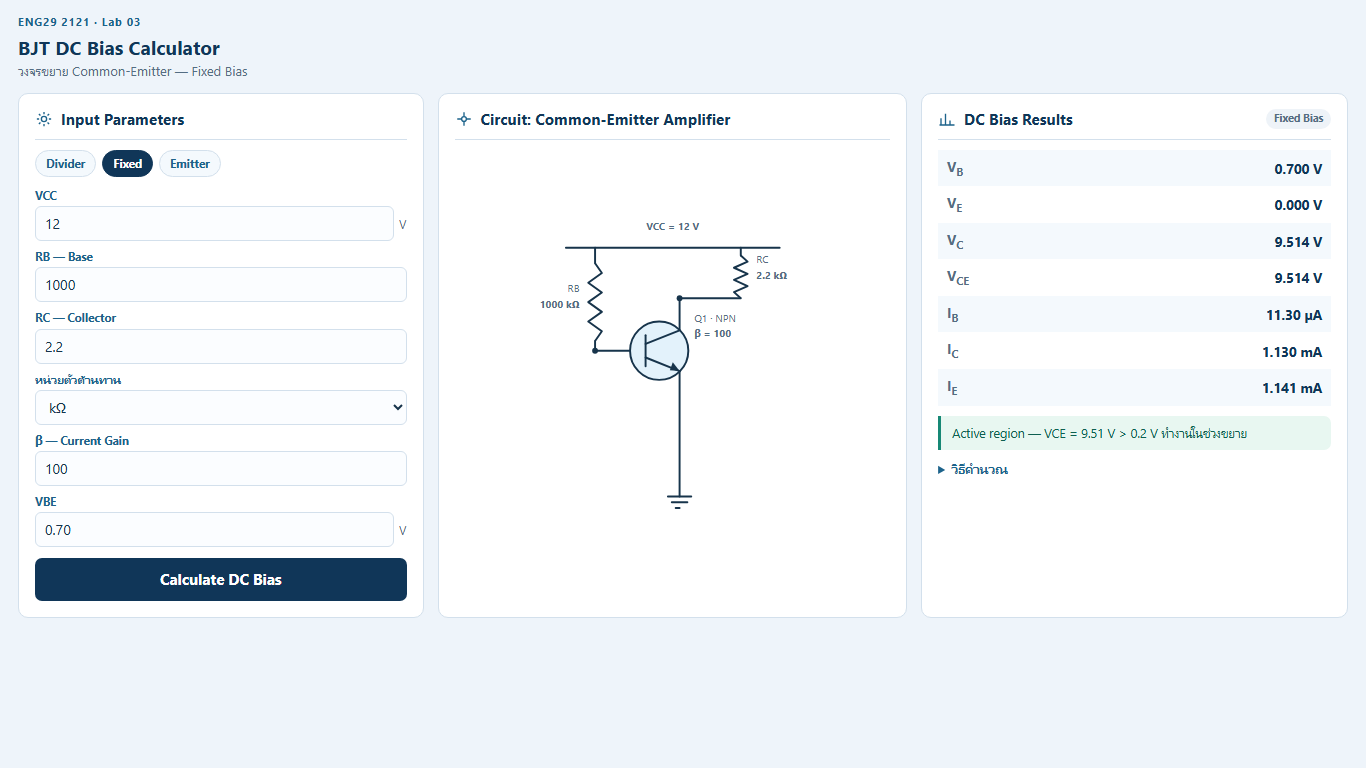 ENG29 2121 · Lab 03
BJT DC Bias Calculator
วงจรขยาย Common-Emitter — Fixed Bias
Input Parameters
Divider
Fixed
Emitter
VCC
12
V
RB — Base
1000
RC — Collector
2.2
หน่วยตัวต้านทาน
kΩ
β — Current Gain
100
VBE
0.70
V
Calculate DC Bias
Circuit: Common-Emitter Amplifier
VCC = 12 V
RC
2.2 kΩ
RB
1000 kΩ
Q1 · NPN
β = 100
DC Bias Results
Fixed Bias
VB 0.700 V
VE 0.000 V
VC 9.514 V
VCE 9.514 V
IB 11.30 µA
IC 1.130 mA
IE 1.141 mA
Active region — VCE = 9.51 V > 0.2 V ทำงานในช่วงขยาย
วิธีคำนวณ